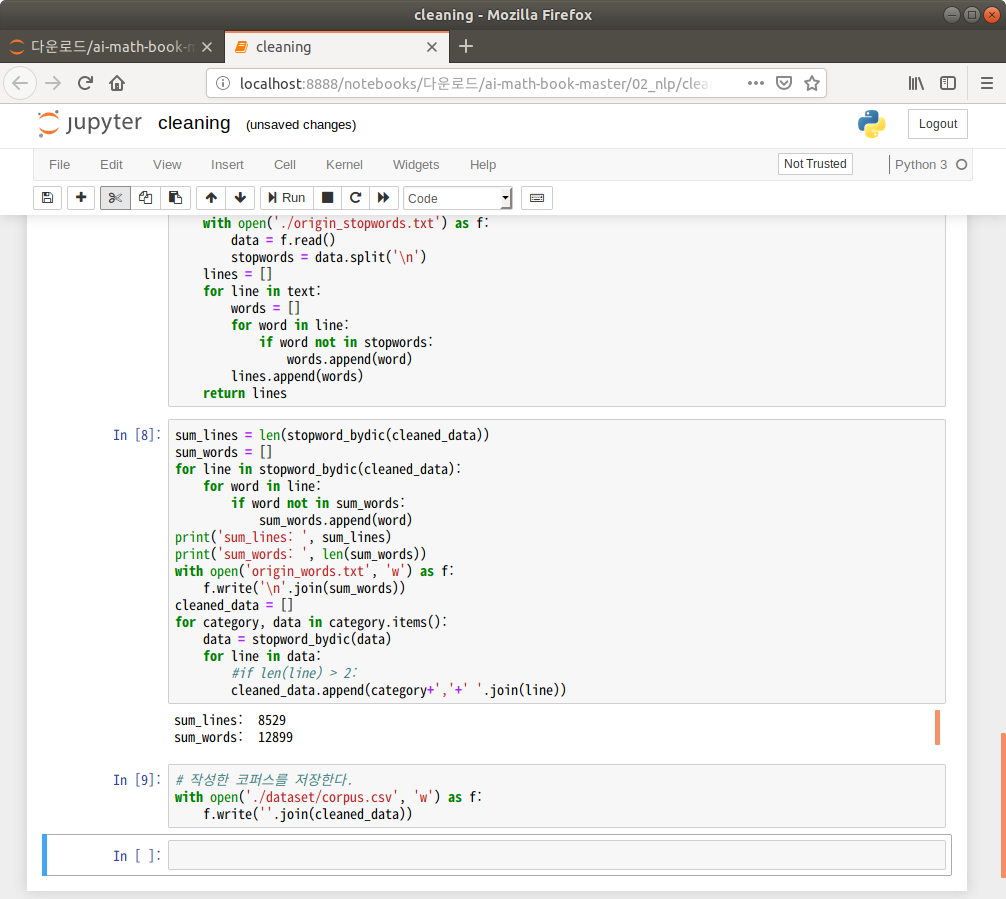 cleaning - Mozilla Firefox
다운로드/ai-math-book-m
cleaning
localhost:8888/notebooks/다운로드/ai-math-book-master/02_nlp/clea
jupyter cleaning (unsaved changes)
Logout
File Edit View Insert Cell Kernel Widgets Help
Not Trusted
Python 3
Run
Code
with open('./origin_stopwords.txt') as f:
data = f.read()
stopwords = data.split('\n')
lines = []
for line in text:
words = []
for word in line:
if word not in stopwords:
words.append(word)
lines.append(words)
return lines
In [8]:
sum_lines = len(stopword_bydic(cleaned_data))
sum_words = []
for line in stopword_bydic(cleaned_data):
for word in line:
if word not in sum_words:
sum_words.append(word)
print('sum_lines: ', sum_lines)
print('sum_words: ', len(sum_words))
with open('origin_words.txt', 'w') as f:
f.write('\n'.join(sum_words))
cleaned_data = []
for category, data in category.items():
data = stopword_bydic(data)
for line in data:
#if len(line) > 2:
cleaned_data.append(category+','+' '.join(line))
sum_lines: 8529
sum_words: 12899
In [9]:
# 작성한 코퍼스를 저장한다.
with open('./dataset/corpus.csv', 'w') as f:
f.write(''.join(cleaned_data))
In [ ]: